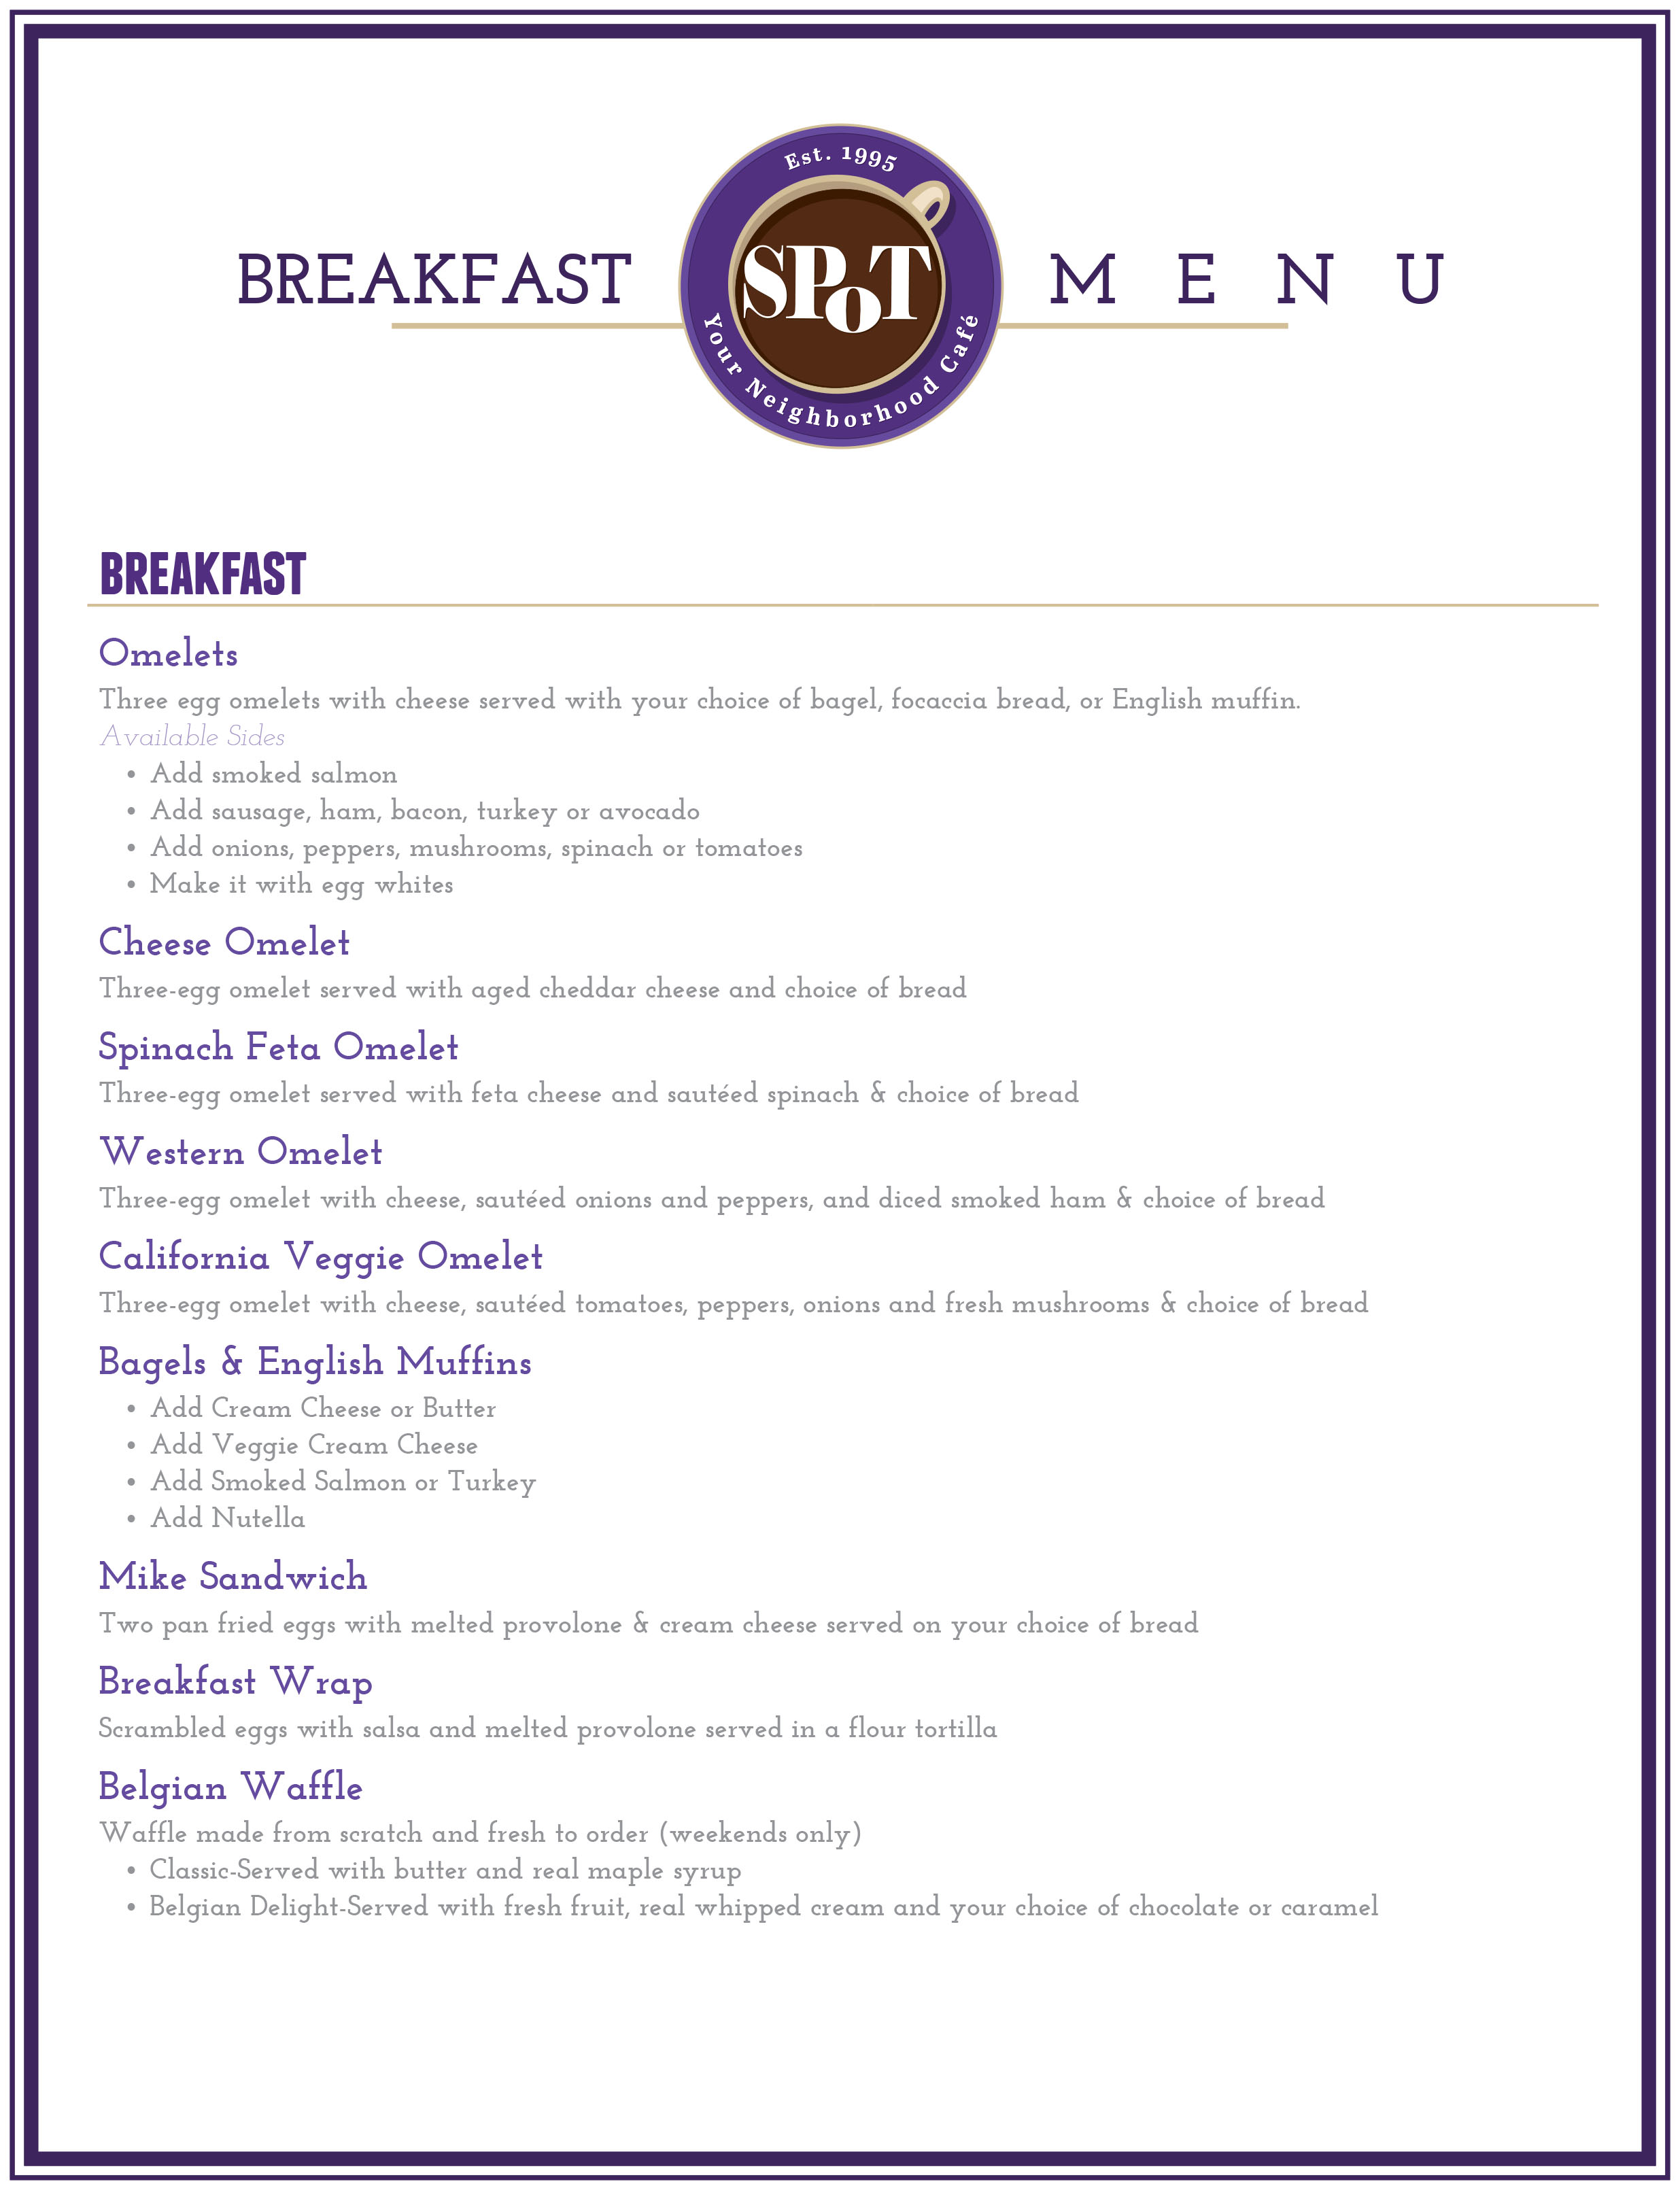 Est. 1995
BREAKFAST
SPOT
MENU
Your Neighborhood Café
BREAKFAST
Omelets
Three egg omelets with cheese served with your choice of bagel, focaccia bread, or English muffin.
Available Sides
• Add smoked salmon
• Add sausage, ham, bacon, turkey or avocado
• Add onions, peppers, mushrooms, spinach or tomatoes
• Make it with egg whites
Cheese Omelet
Three-egg omelet served with aged cheddar cheese and choice of bread
Spinach Feta Omelet
Three-egg omelet served with feta cheese and sautéed spinach & choice of bread
Western Omelet
Three-egg omelet with cheese, sautéed onions and peppers, and diced smoked ham & choice of bread
California Veggie Omelet
Three-egg omelet with cheese, sautéed tomatoes, peppers, onions and fresh mushrooms & choice of bread
Bagels & English Muffins
• Add Cream Cheese or Butter
• Add Veggie Cream Cheese
• Add Smoked Salmon or Turkey
• Add Nutella
Mike Sandwich
Two pan fried eggs with melted provolone & cream cheese served on your choice of bread
Breakfast Wrap
Scrambled eggs with salsa and melted provolone served in a flour tortilla
Belgian Waffle
Waffle made from scratch and fresh to order (weekends only)
• Classic-Served with butter and real maple syrup
• Belgian Delight-Served with fresh fruit, real whipped cream and your choice of chocolate or caramel